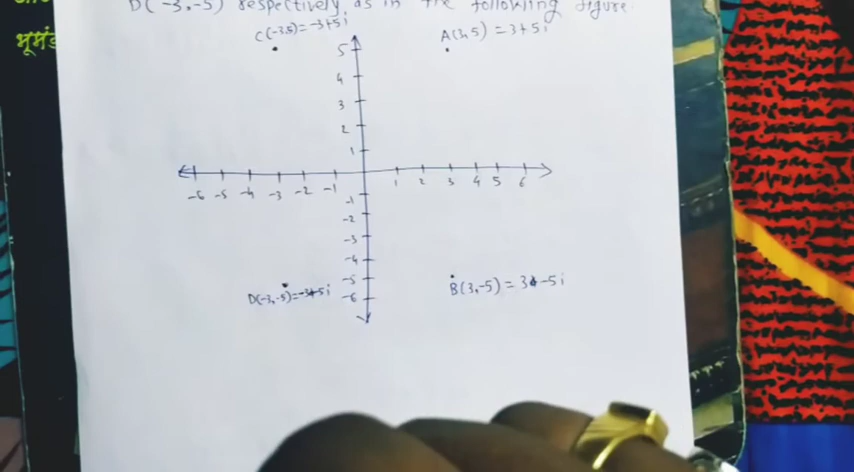 D(-3,-5) respectively as in the following figure.
C(-3,5)=-3+5i
A(3,5)=3+5i
5
4
3
2
1
-6 -5 -4 -3 -2 -1 1 2 3 4 5 6
-1
-2
-3
-4
-5
-6
D(-3,-5)=-3-5i
B(3,-5)=3-5i